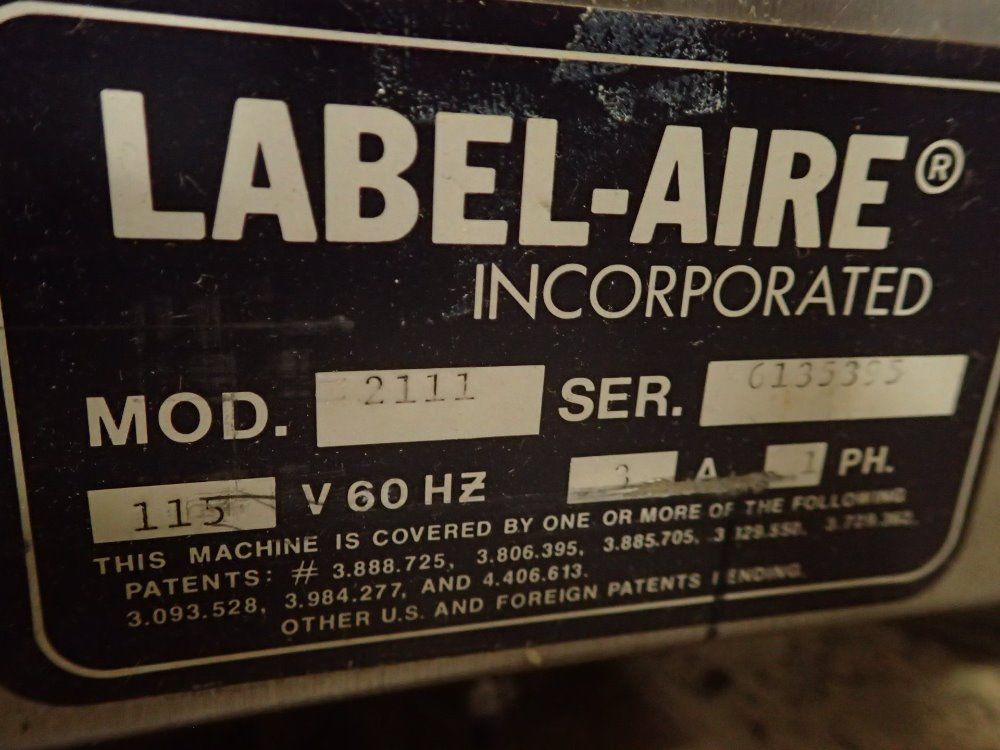 LABEL-AIRE®
INCORPORATED
MOD. 2111 SER.
115 V 60 HZ 3 A 1 PH.
THIS MACHINE IS COVERED BY ONE OR MORE OF THE FOLLOWING
PATENTS: # 3.888.725, 3.806.395, 3.885.705,
3.093.528, 3.984.277, AND 4.406.613.
OTHER U.S. AND FOREIGN PATENTS PENDING.